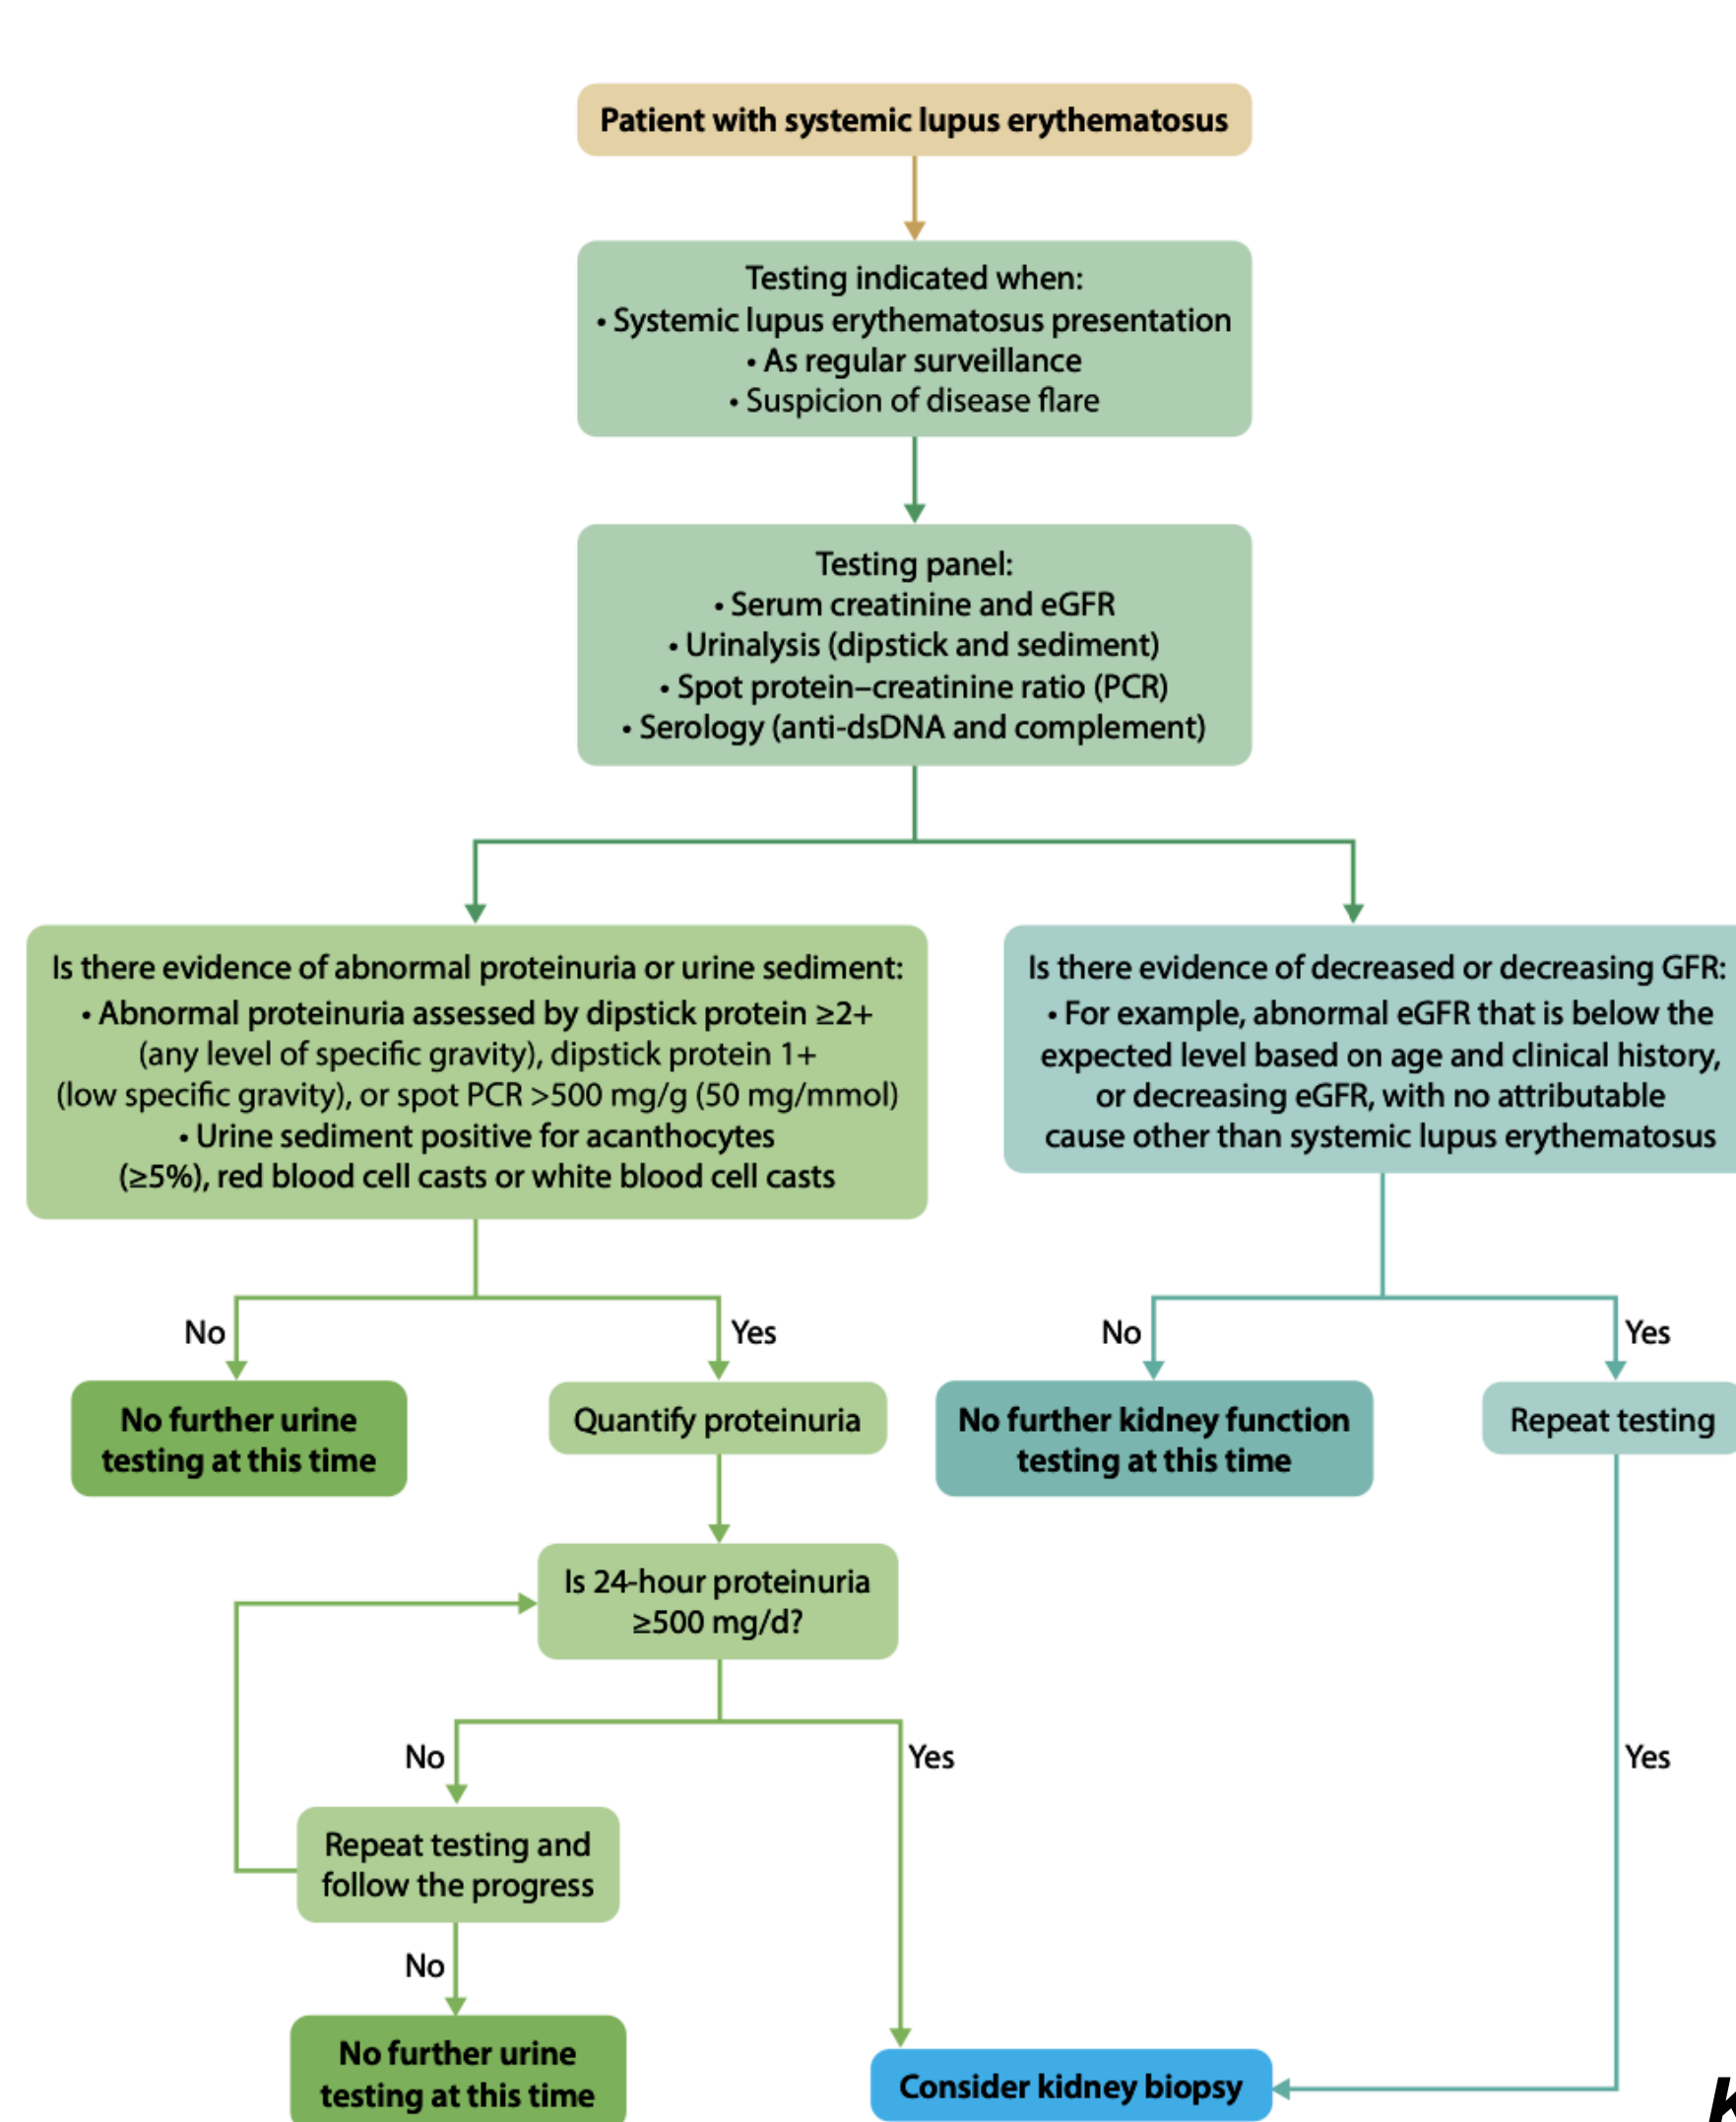 Patient with systemic lupus erythematosus
Testing indicated when:
• Systemic lupus erythematosus presentation
• As regular surveillance
• Suspicion of disease flare
Testing panel:
• Serum creatinine and eGFR
• Urinalysis (dipstick and sediment)
• Spot protein–creatinine ratio (PCR)
• Serology (anti-dsDNA and complement)
Is there evidence of abnormal proteinuria or urine sediment:
• Abnormal proteinuria assessed by dipstick protein ≥2+
(any level of specific gravity), dipstick protein 1+
(low specific gravity), or spot PCR >500 mg/g (50 mg/mmol)
• Urine sediment positive for acanthocytes
(≥5%), red blood cell casts or white blood cell casts
Is there evidence of decreased or decreasing GFR:
• For example, abnormal eGFR that is below the
expected level based on age and clinical history,
or decreasing eGFR, with no attributable
cause other than systemic lupus erythematosus
No
Yes
No
Yes
No further urine
testing at this time
Quantify proteinuria
No further kidney function
testing at this time
Repeat testing
Is 24-hour proteinuria
≥500 mg/d?
No
Yes
Yes
Repeat testing and
follow the progress
No
No further urine
testing at this time
Consider kidney biopsy